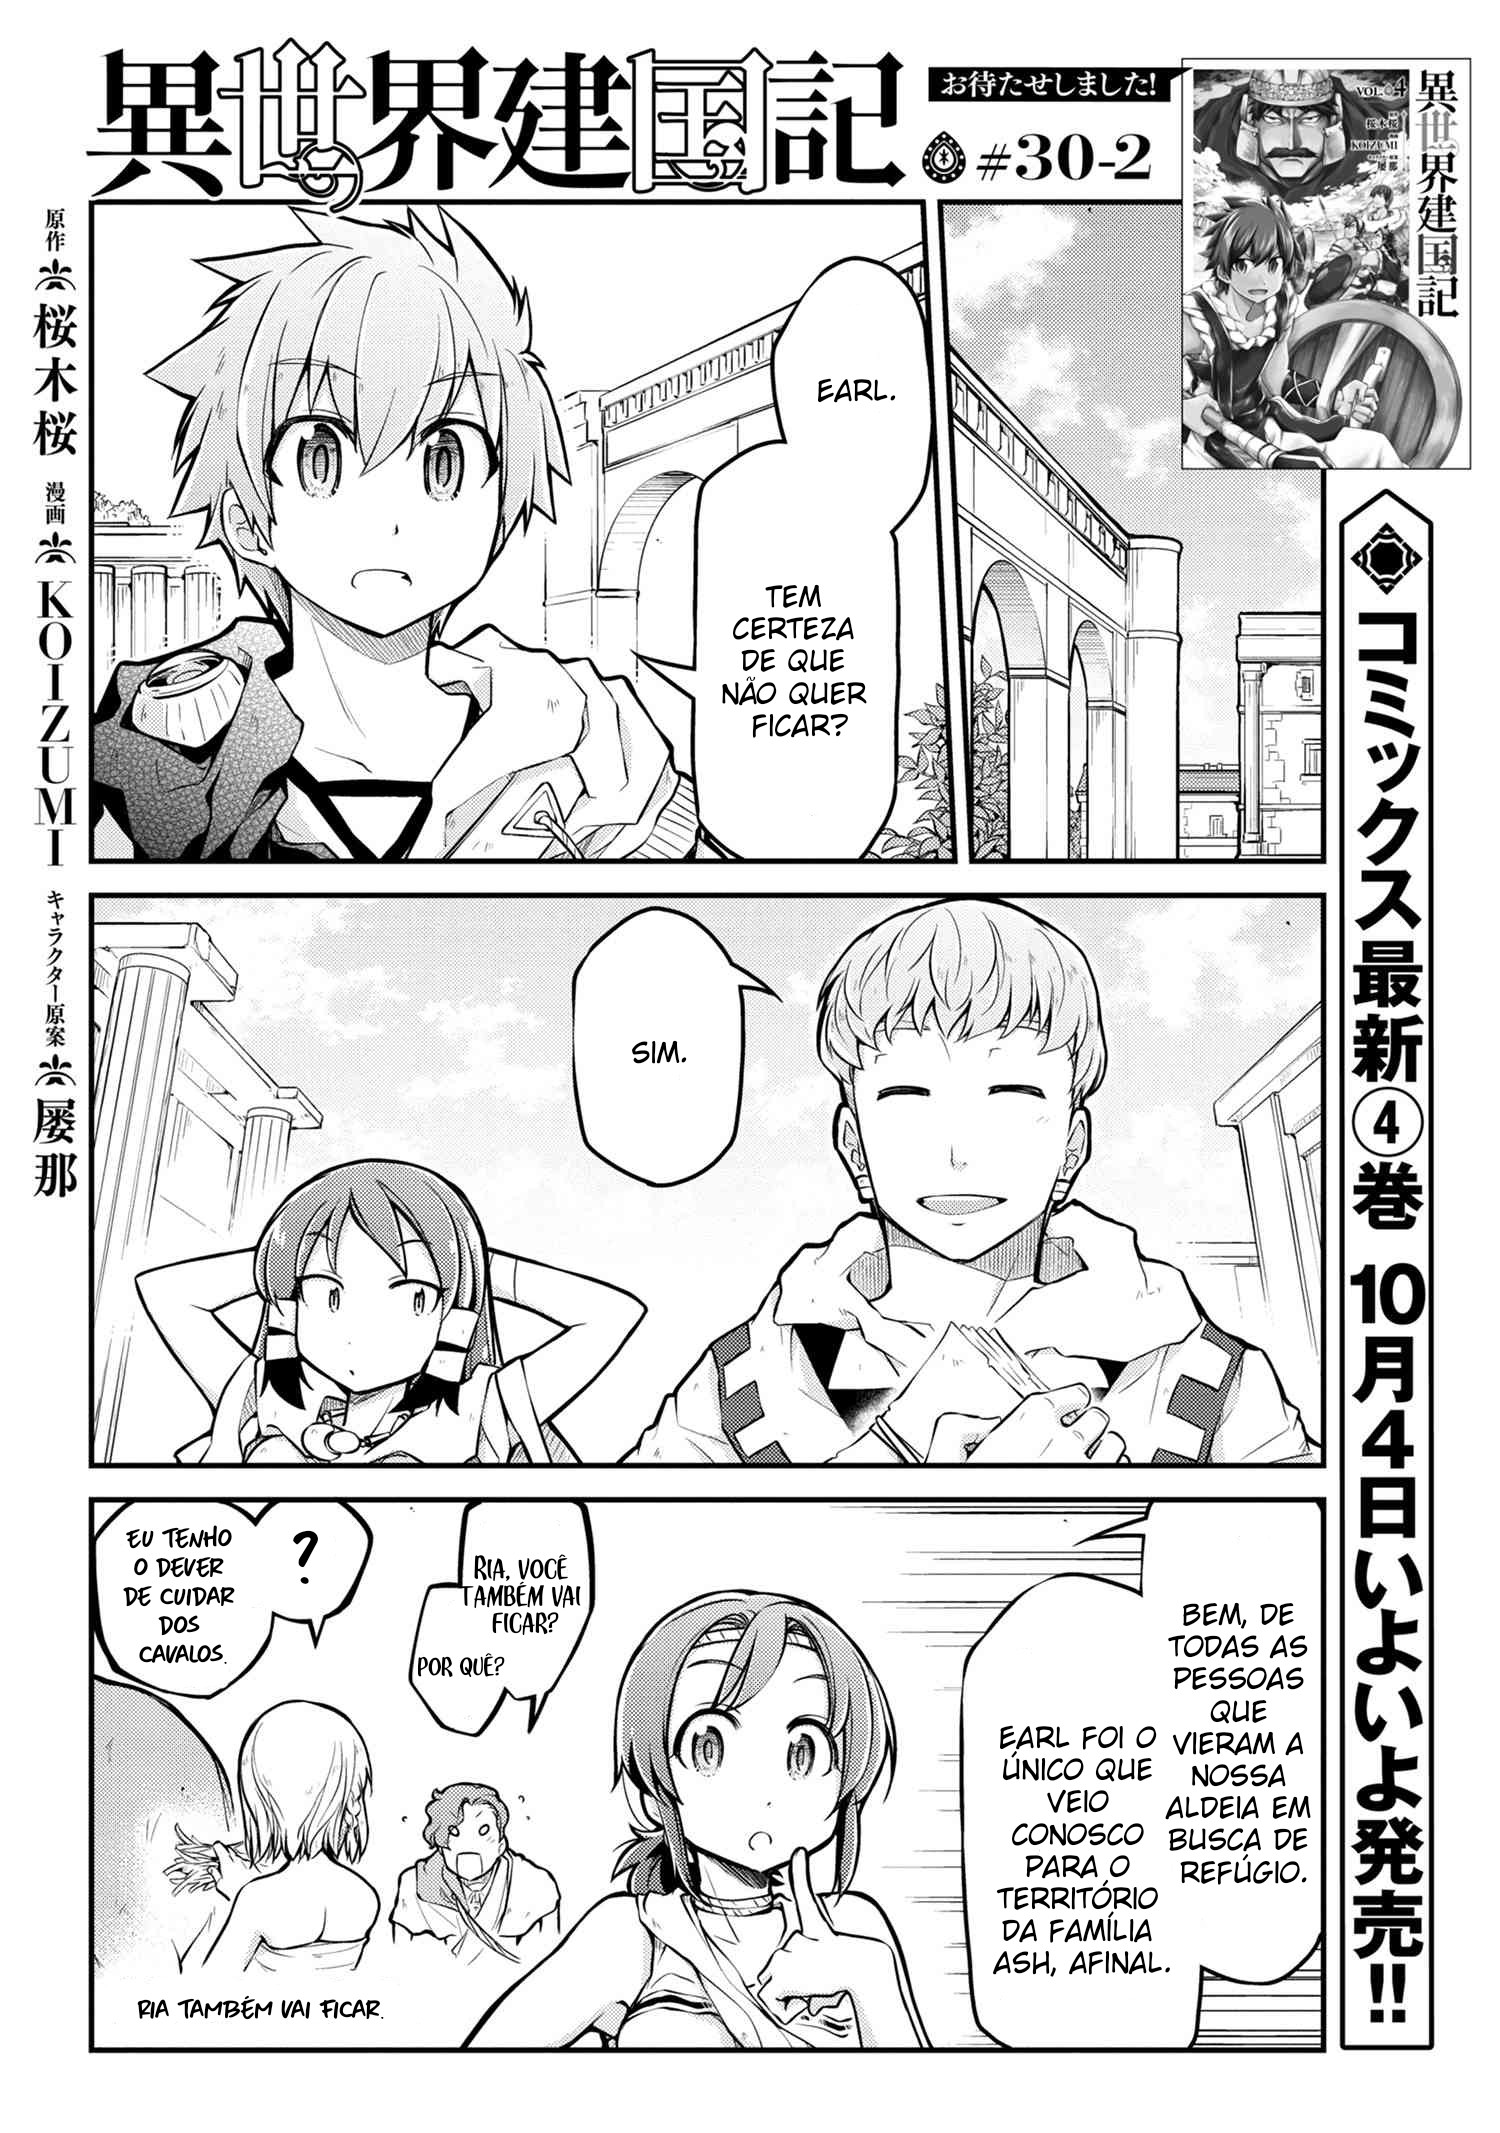 異世界建国記
お待たせしました!
#30-2
VOL.04
桜木桜
KOIZUMI
屡那
異世界建国記
原作 桜木桜 漫画 KOIZUMI キャラクター原案 屡那
コミックス最新④巻 10月4日いよいよ発売!!
EARL.
TEM
CERTEZA
DE QUE
NÃO QUER
FICAR?
SIM.
BEM, DE
TODAS AS
PESSOAS
QUE
VIERAM A
NOSSA
ALDEIA EM
BUSCA DE
REFÚGIO.
EARL FOI O
ÚNICO QUE
VEIO
CONOSCO
PARA O
TERRITÓRIO
DA FAMÍLIA
ASH, AFINAL.
RIA, VOCÊ
TAMBÉM VAI
FICAR?
POR QUÊ?
?
EU TENHO
O DEVER
DE CUIDAR
DOS
CAVALOS.
RIA TAMBÉM VAI FICAR.